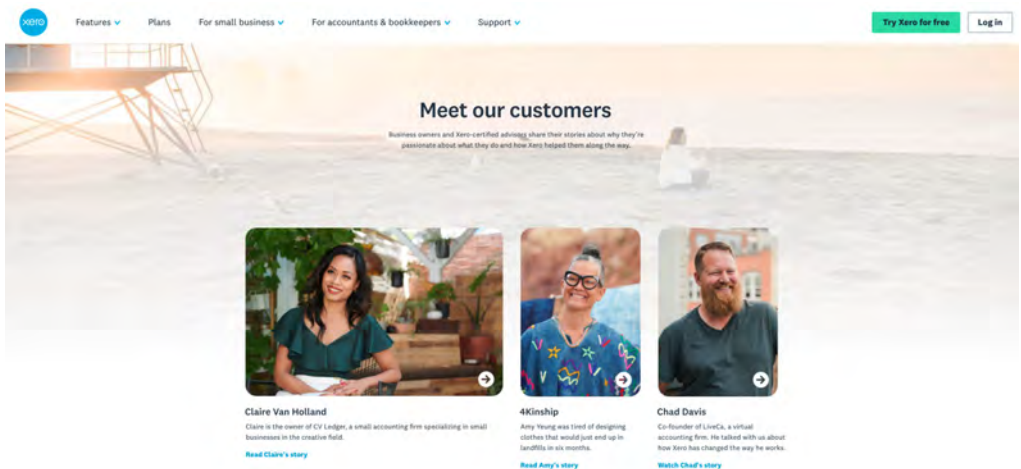 xero
Features
Plans
For small business
For accountants & bookkeepers
Support
Try Xero for free
Log in
Meet our customers
Business owners and Xero-certified advisors share their stories about why they're
passionate about what they do and how Xero helped them along the way.
Claire Van Holland
Claire is the owner of CV Ledger, a small accounting firm specializing in small
businesses in the creative field.
Read Claire's story
4Kinship
Amy Yeung was tired of designing
clothes that would just end up in
landfills in six months.
Read Amy's story
Chad Davis
Co-founder of LiveCa, a virtual
accounting firm. He talked with us about
how Xero has changed the way he works.
Watch Chad's story